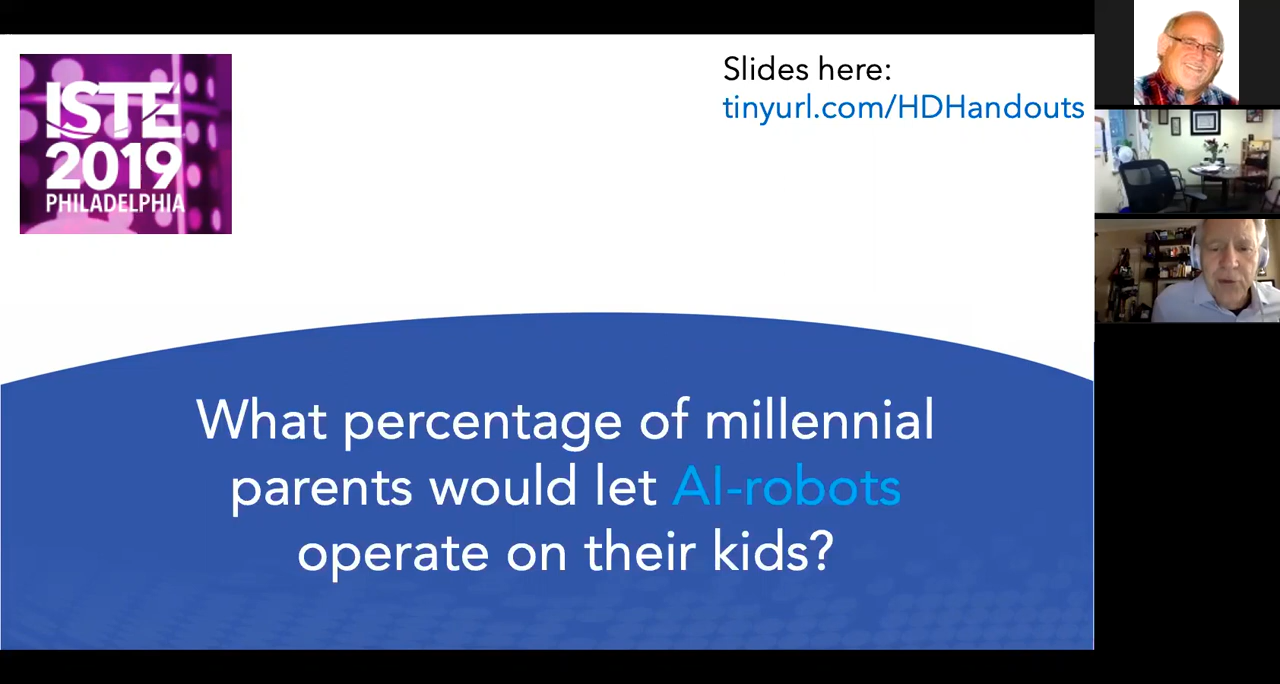 ISTE
2019
PHILADELPHIA
Slides here:
tinyurl.com/HDHandouts
What percentage of millennial
parents would let AI-robots
operate on their kids?